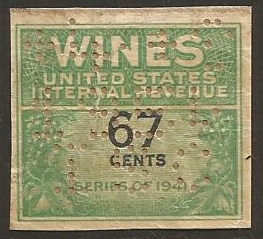 WINES
UNITED STATES
INTERNAL REVENUE
67
CENTS
SERIES OF 1941